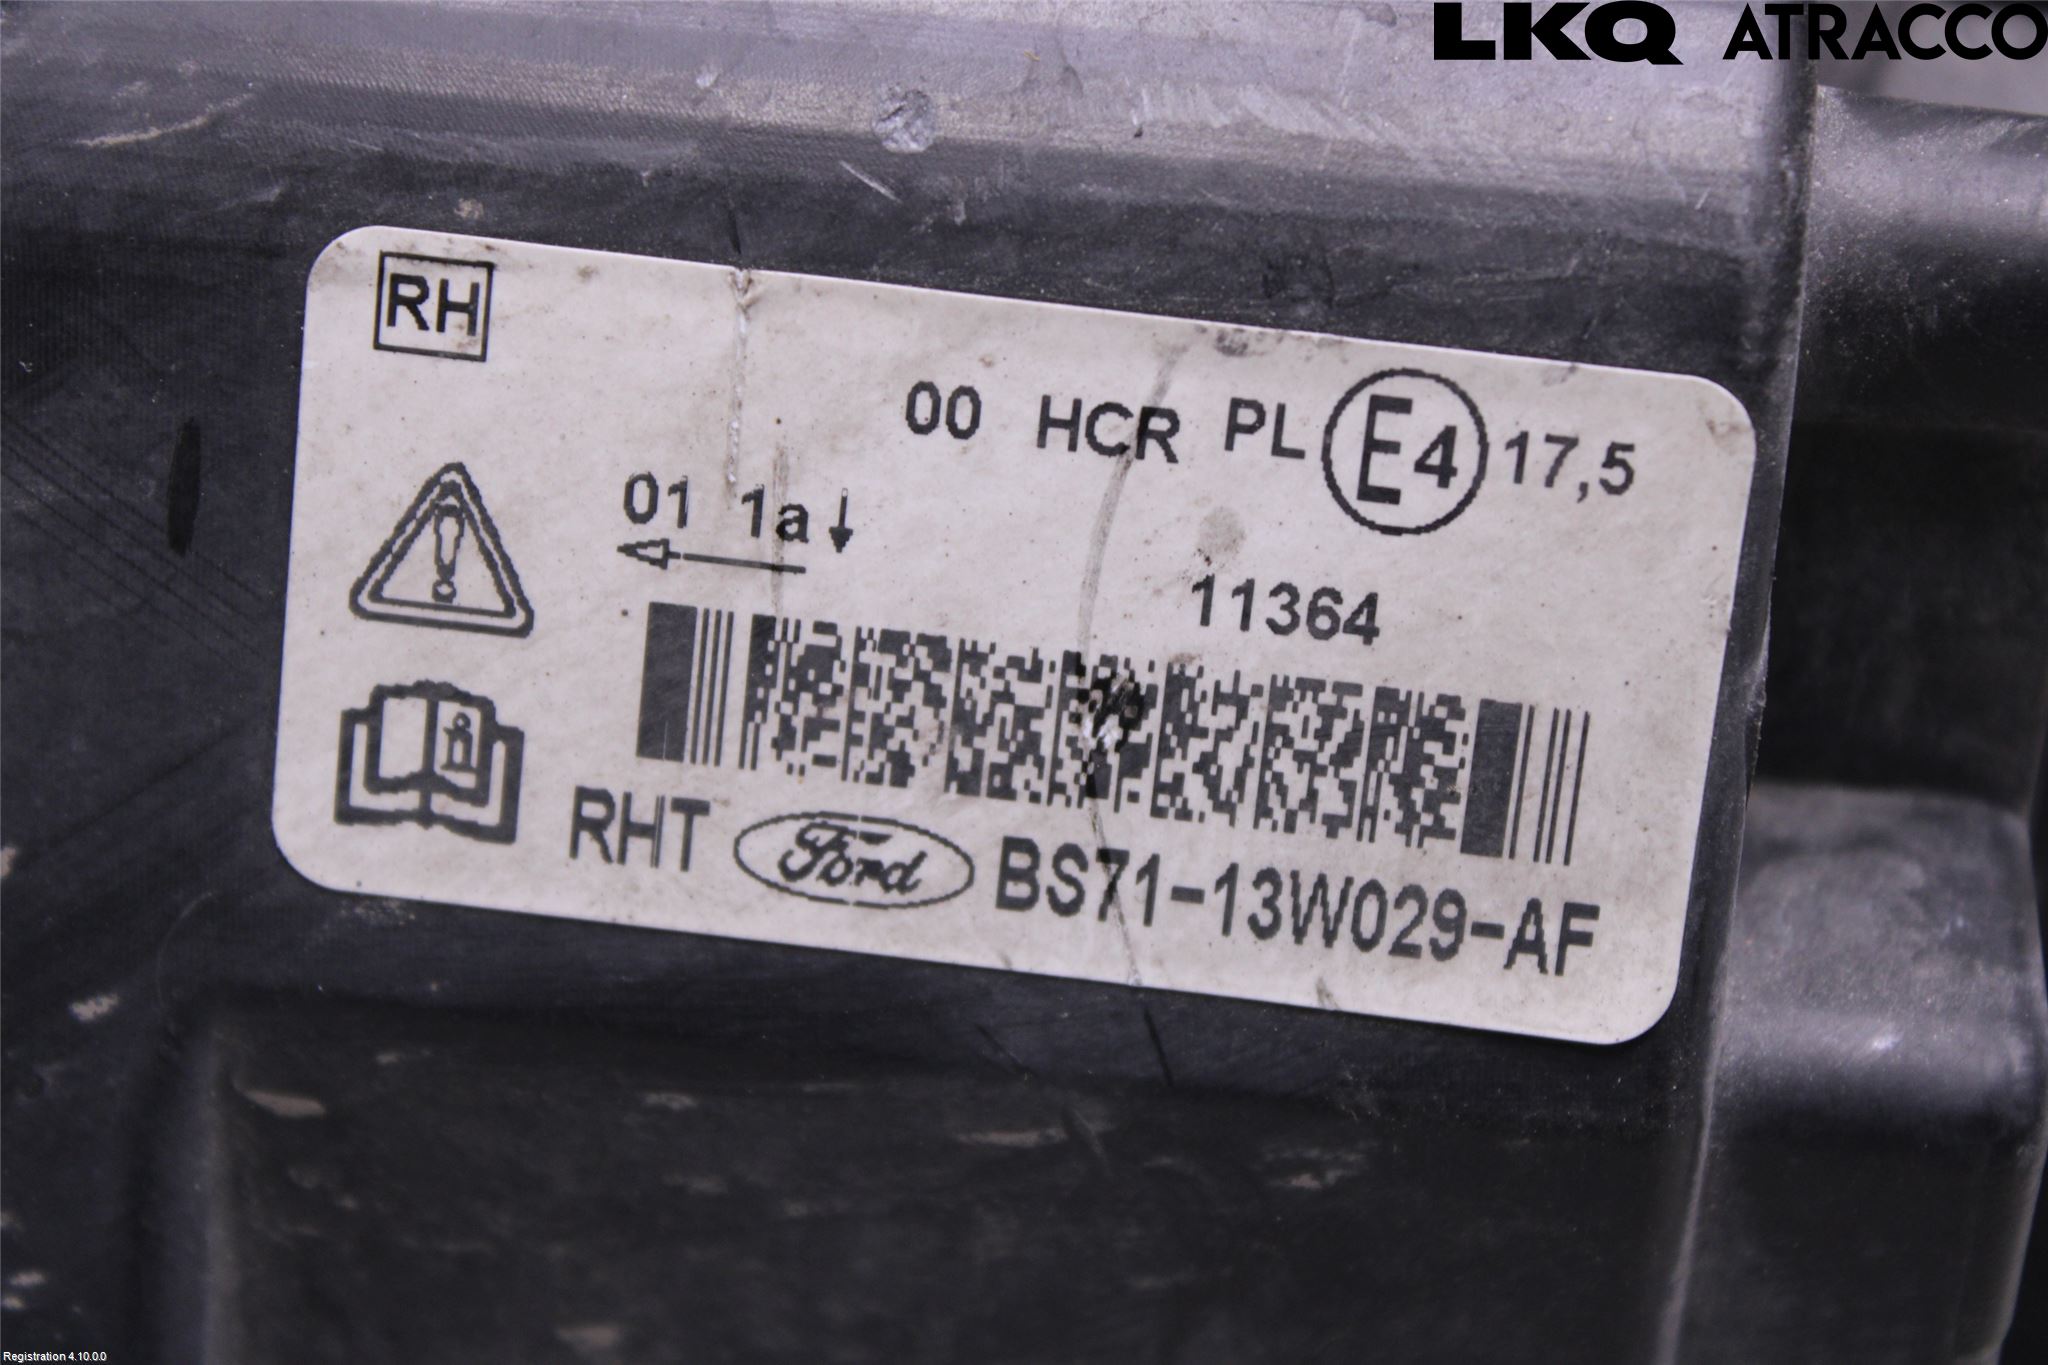 LKQ ATRACCO
RH
00 HCR PL E4 17,5
01 1a
11364
RHT Ford BS71-13W029-AF
Registration 4.10.0.0